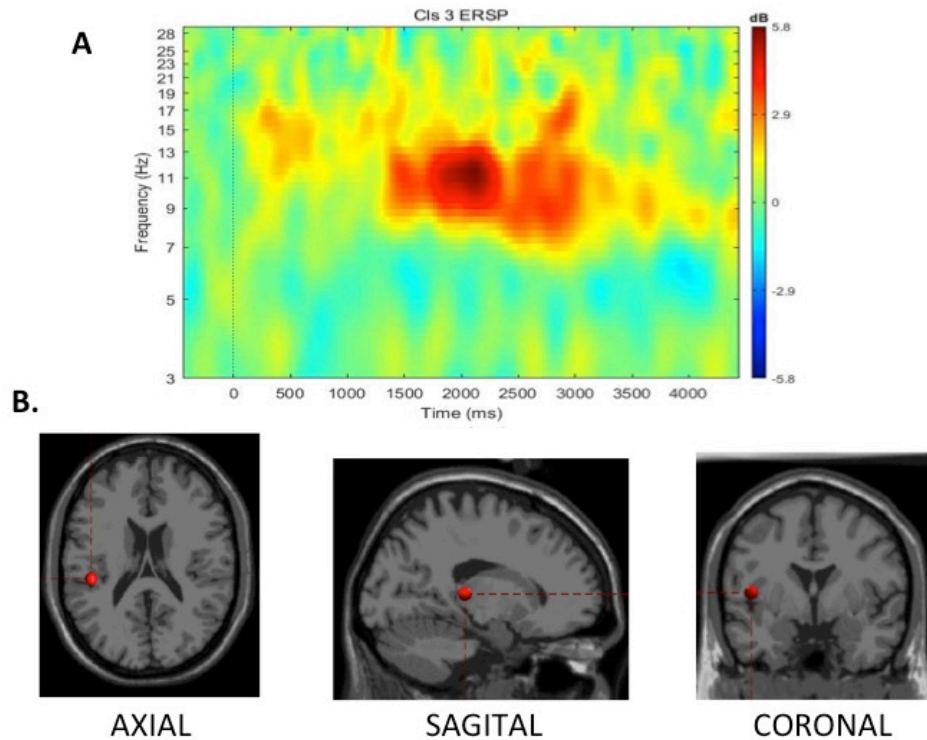 Cls 3 ERSP
A
dB
Frequency (Hz)
28
25
23
21
19
17
15
13
11
9
7
5
3
5.8
2.9
0
-2.9
-5.8
0 500 1000 1500 2000 2500 3000 3500 4000
Time (ms)
B.
AXIAL SAGITAL CORONAL